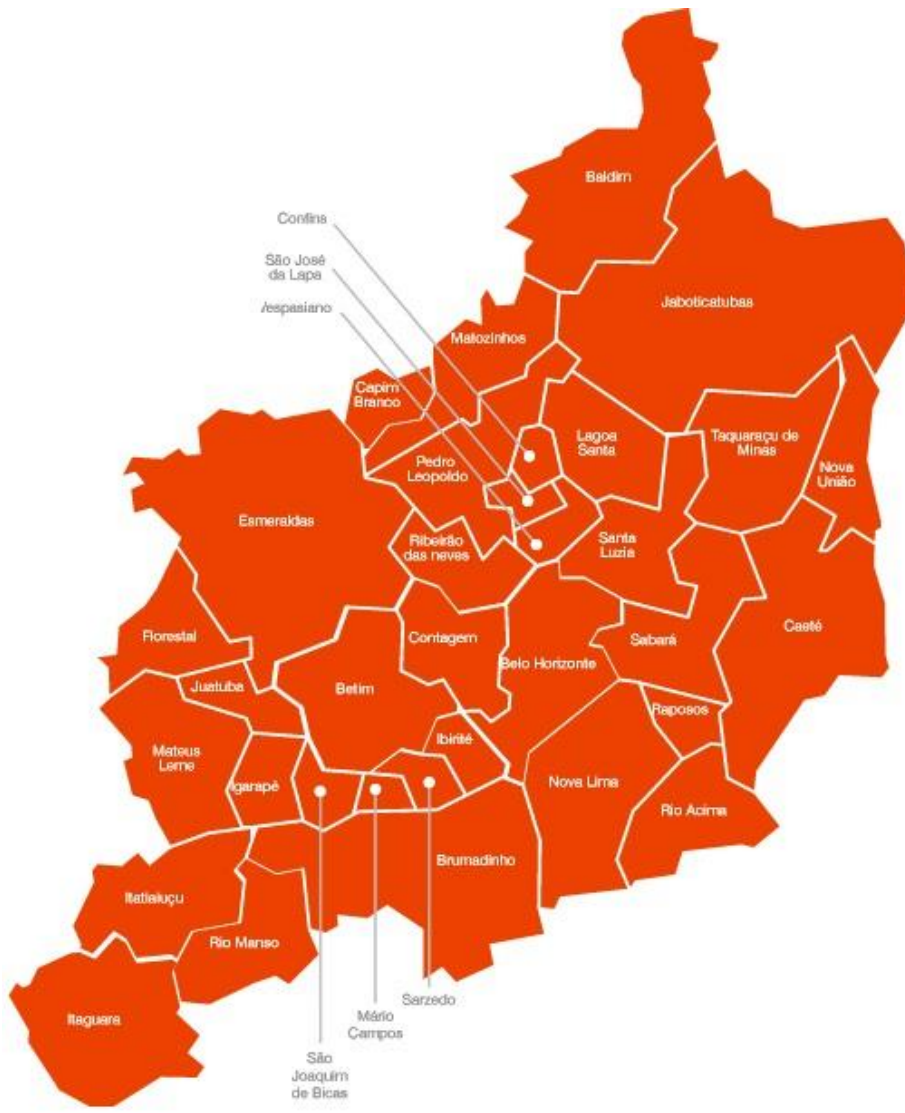 Baldim
Confins
São José
da Lapa
Vespasiano
Jaboticatubas
Matozinhos
Capim
Branco
Lagoa
Santa
Taquaraçu de
Minas
Pedro
Leopoldo
Nova
União
Esmeraldas
Ribeirão
das neves
Santa
Luzia
Florestal
Contagem
Sabará
Caeté
Juatuba
Betim
Belo Horizonte
Raposos
Ibirité
Mateus
Leme
Igarapé
Nova Lima
Rio Acima
Brumadinho
Itatiaiuçu
Rio Manso
Sarzedo
Mário
Campos
Itaguara
São
Joaquim
de Bicas